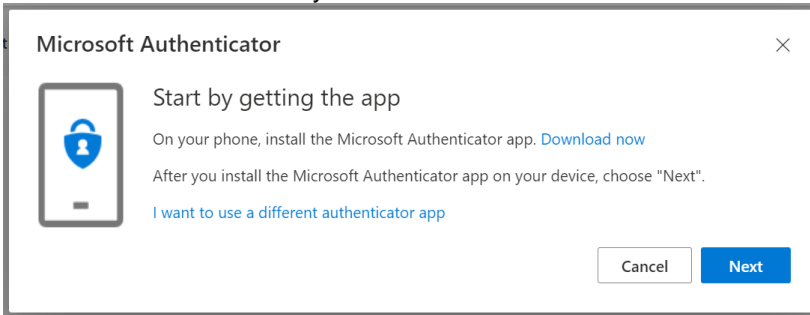 Microsoft Authenticator
Start by getting the app
On your phone, install the Microsoft Authenticator app. Download now
After you install the Microsoft Authenticator app on your device, choose "Next".
I want to use a different authenticator app
Cancel Next